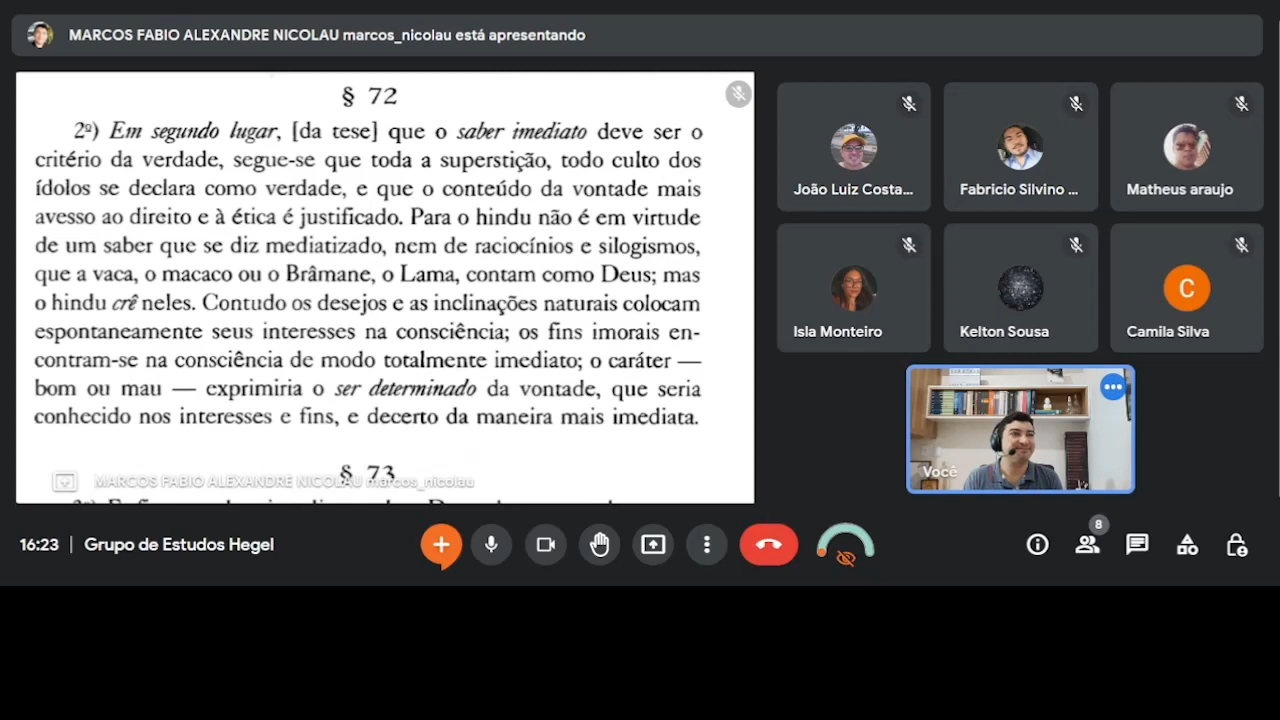 MARCOS FABIO ALEXANDRE NICOLAU marcos_nicolau está apresentando
§ 72
2º) Em segundo lugar, [da tese] que o saber imediato deve ser o
critério da verdade, segue-se que toda a superstição, todo culto dos
ídolos se declara como verdade, e que o conteúdo da vontade mais
avesso ao direito e à ética é justificado. Para o hindu não é em virtude
de um saber que se diz mediatizado, nem de raciocínios e silogismos,
que a vaca, o macaco ou o Brâmane, o Lama, contam como Deus; mas
o hindu crê neles. Contudo os desejos e as inclinações naturais colocam
espontaneamente seus interesses na consciência; os fins imorais en-
contram-se na consciência de modo totalmente imediato; o caráter —
bom ou mau — exprimiria o ser determinado da vontade, que seria
conhecido nos interesses e fins, e decerto da maneira mais imediata.
§ 73
MARCOS FABIO ALEXANDRE NICOLAU marcos_nicolau
João Luiz Costa...
Fabricio Silvino ...
Matheus araujo
Isla Monteiro
Kelton Sousa
C
Camila Silva
Você
16:23 | Grupo de Estudos Hegel
8